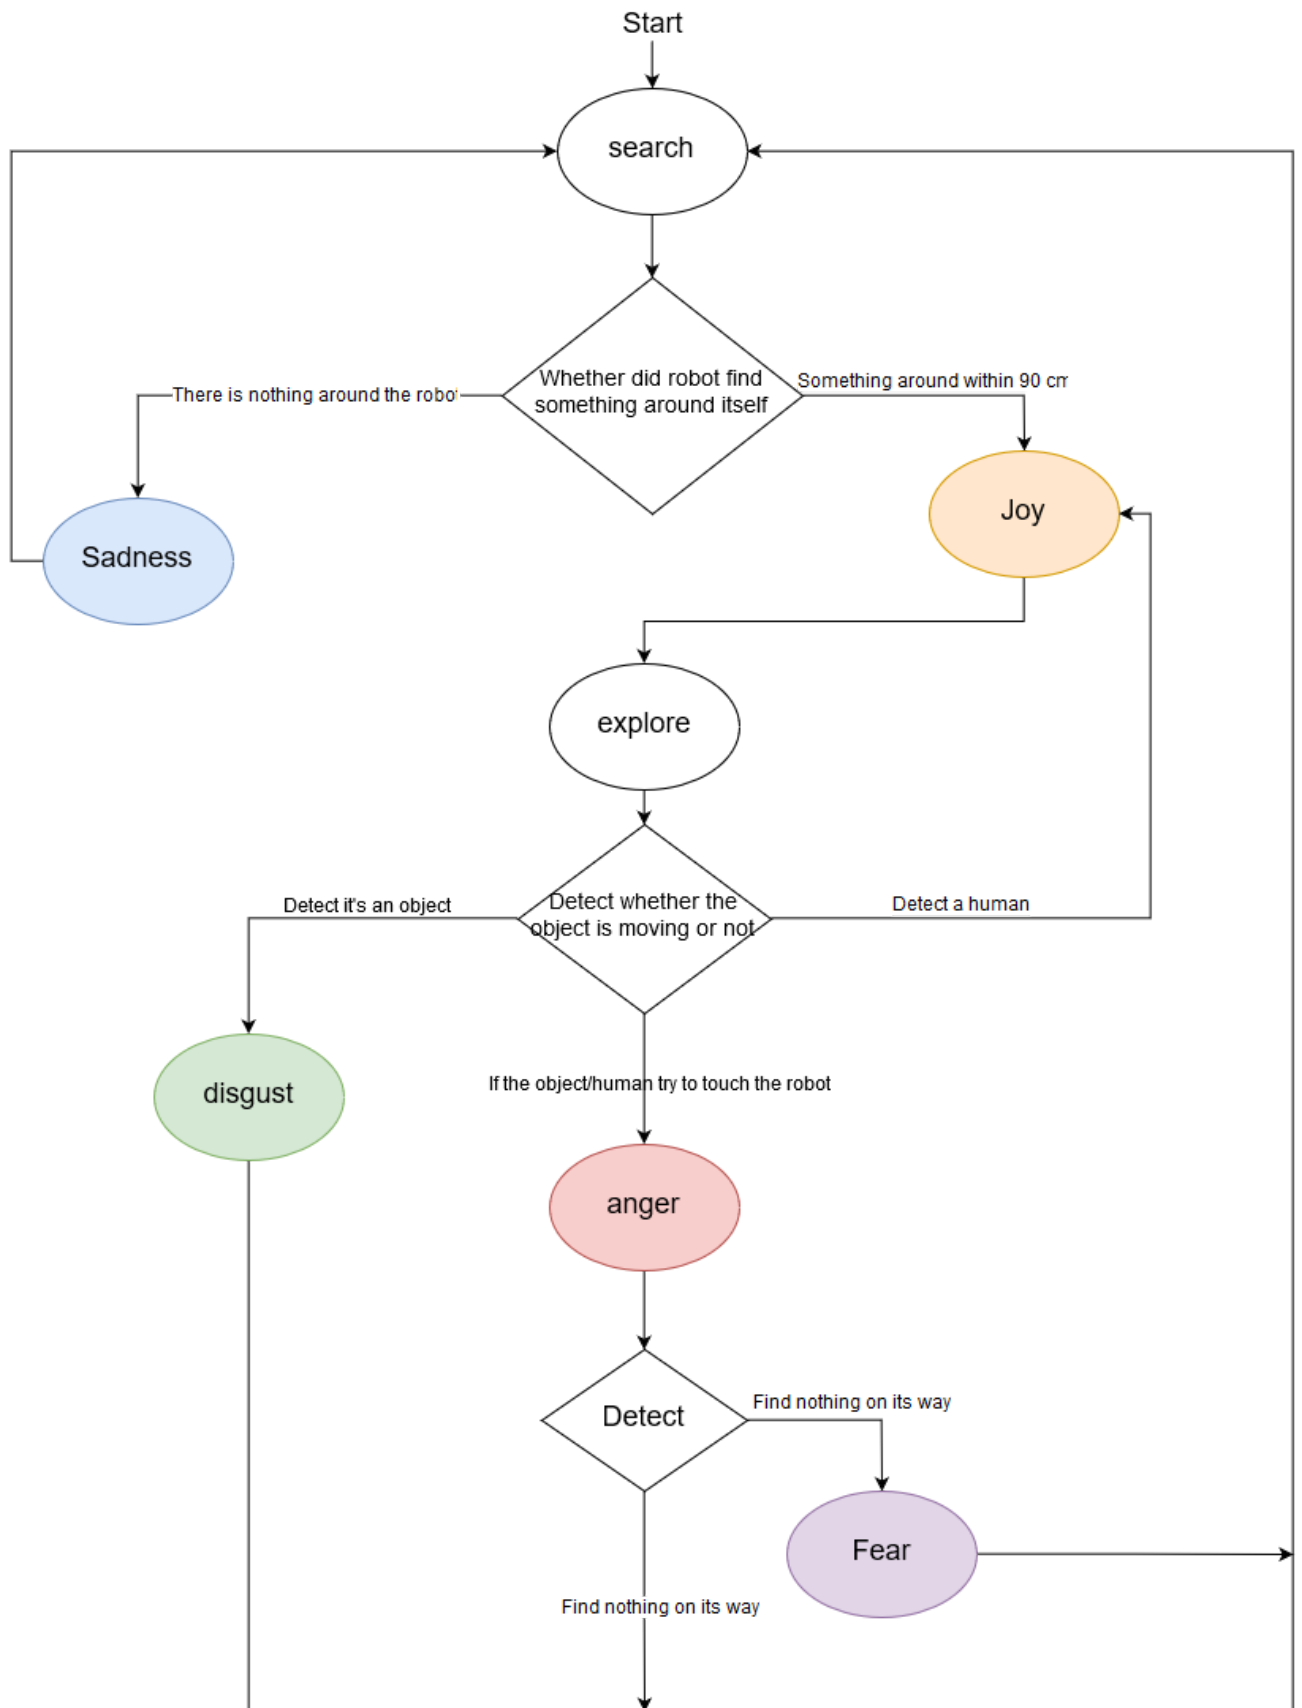 Start
search
Whether did robot find
something around itself
There is nothing around the robot
Something around within 90 cm
Joy
Sadness
explore
Detect whether the
object is moving or not
Detect it's an object
Detect a human
disgust
If the object/human try to touch the robot
anger
Detect
Find nothing on its way
Fear
Find nothing on its way